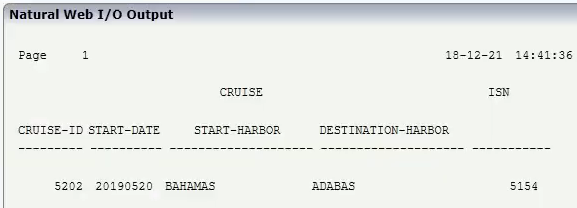 Natural Web I/O Output
Page 1 18-12-21 14:41:36
CRUISE ISN
CRUISE-ID START-DATE START-HARBOR DESTINATION-HARBOR
--------- ---------- -------------------- -------------------- -----------
5202 20190520 BAHAMAS ADABAS 5154